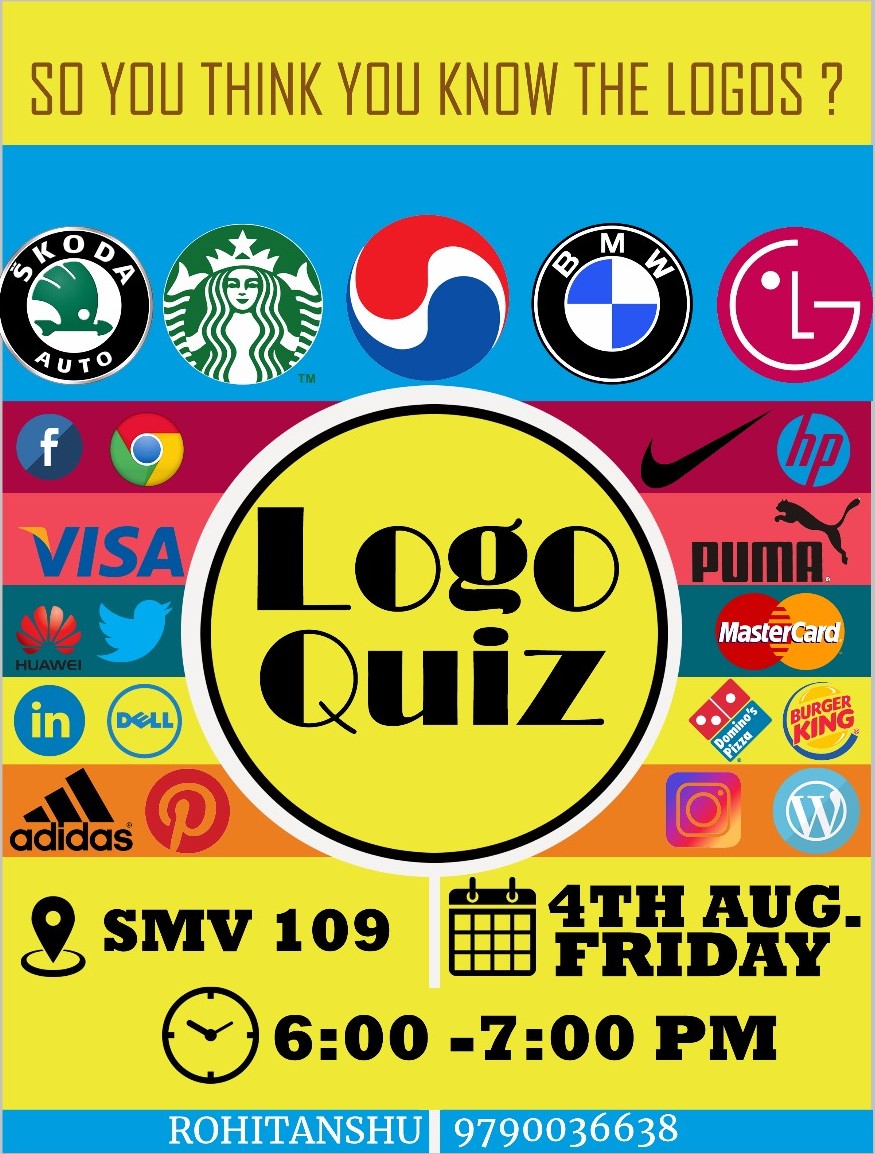 SO YOU THINK YOU KNOW THE LOGOS ?
ŠKODA
AUTO
TM
BMW
LG
f
hp
VISA
PUMA
HUAWEI
MasterCard
in
DELL
Domino's
Pizza
BURGER
KING
adidas
W
Logo
Quiz
SMV 109
4TH AUG.
FRIDAY
6:00 -7:00 PM
ROHITANSHU
9790036638